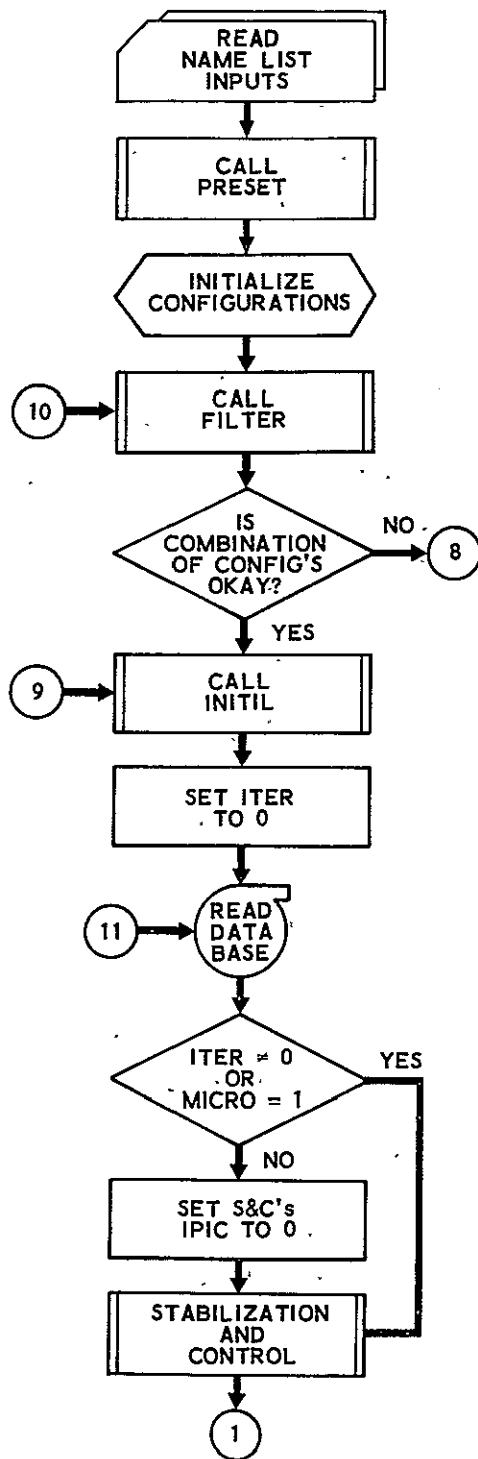 READ
NAME LIST
INPUTS
CALL
PRESET
INITIALIZE
CONFIGURATIONS
10
CALL
FILTER
IS
COMBINATION
OF CONFIG'S
OKAY?
NO
8
YES
9
CALL
INITIL
SET ITER
TO 0
11
READ
DATA
BASE
ITER ≠ 0
OR
MICRO = 1
YES
NO
SET S&C's
IPIC TO 0
STABILIZATION
AND
CONTROL
1